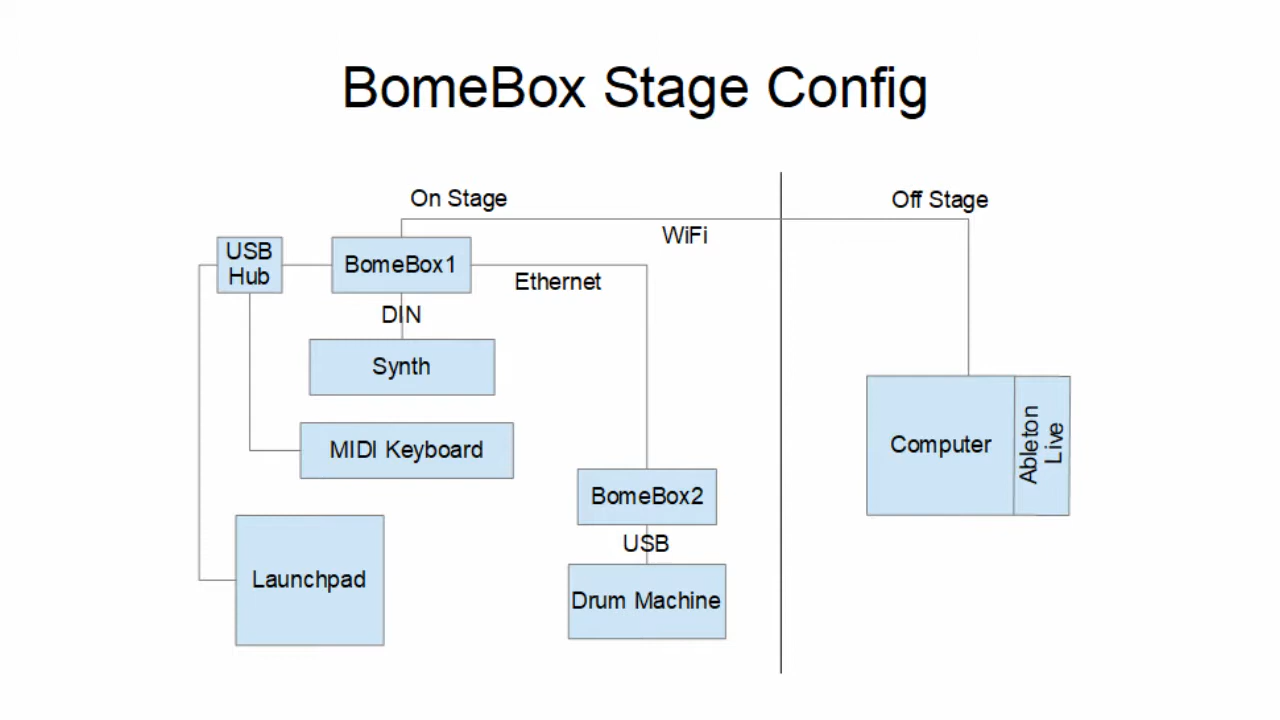 BomeBox Stage Config
On Stage
Off Stage
WiFi
USB
Hub
BomeBox1
Ethernet
DIN
Synth
MIDI Keyboard
Computer
Ableton
Live
BomeBox2
USB
Launchpad
Drum Machine